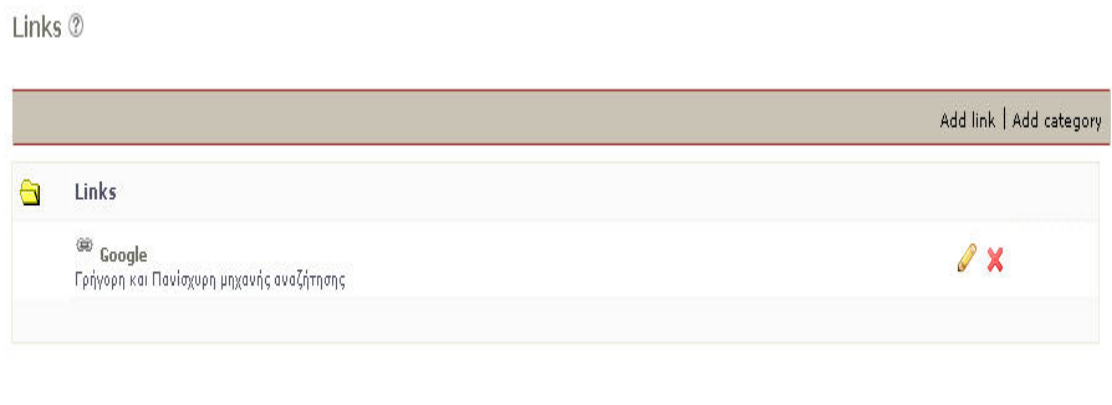 Links ?
Add link | Add category
Links
Google
Γρήγορη και Πανίσχυρη μηχανής αναζήτησης